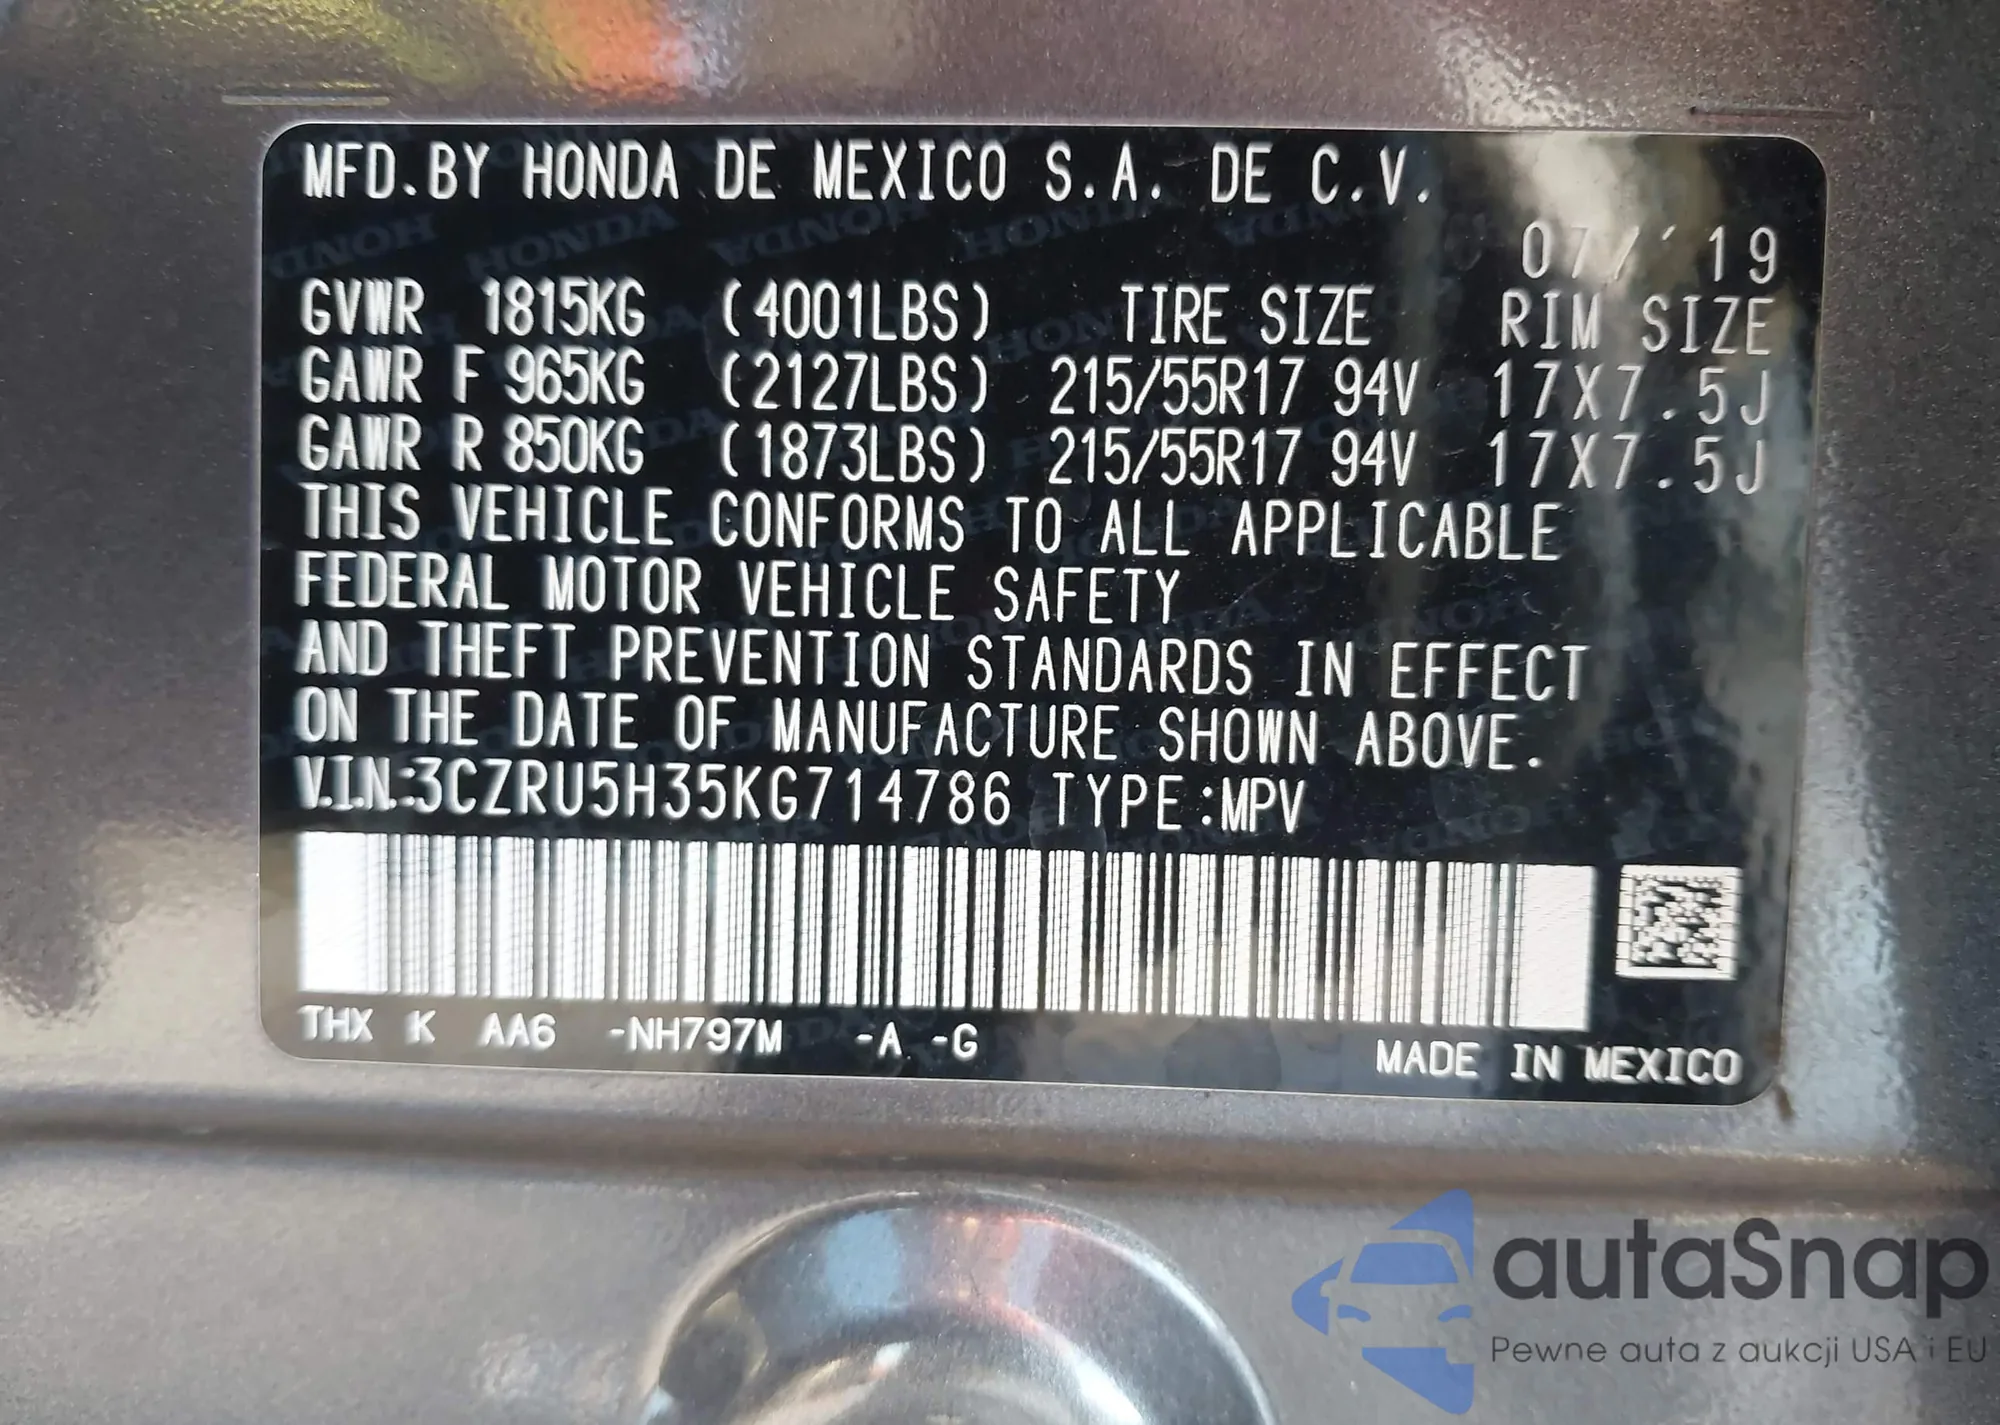 MFD.BY HONDA DE MEXICO S.A. DE C.V.
07/'19
GVWR 1815KG (4001LBS) TIRE SIZE RIM SIZE
GAWR F 965KG (2127LBS) 215/55R17 94V 17X7.5J
GAWR R 850KG (1873LBS) 215/55R17 94V 17X7.5J
THIS VEHICLE CONFORMS TO ALL APPLICABLE
FEDERAL MOTOR VEHICLE SAFETY
AND THEFT PREVENTION STANDARDS IN EFFECT
ON THE DATE OF MANUFACTURE SHOWN ABOVE.
V.I.N.:3CZRU5H35KG714786 TYPE:MPV
THX K AA6 -NH797M -A -G
MADE IN MEXICO
autaSnap
Pewne auta z aukcji USA i EU